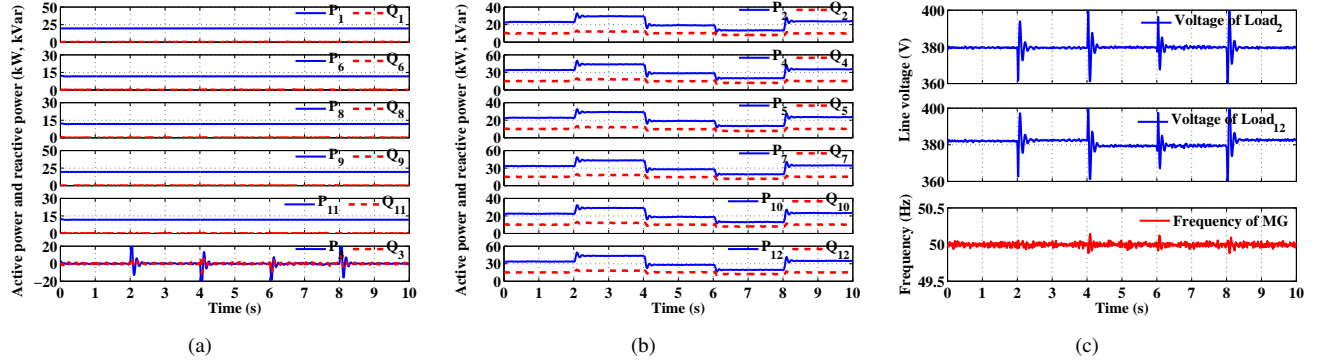 Active power and reactive power (kW, kVar)
50
25
0
P1 Q1
30
15
0
P6 Q6
30
15
0
P8 Q8
50
25
0
P9 Q9
30
15
0
P11 Q11
20
0
−20
P3 Q3
0 1 2 3 4 5 6 7 8 9 10
Time (s)
(a)
Active power and reactive power (kW, kVar)
40
20
0
P2 Q2
60
30
0
P4 Q4
40
20
0
P5 Q5
60
30
0
P7 Q7
40
20
0
P10 Q10
60
30
0
P12 Q12
0 1 2 3 4 5 6 7 8 9 10
Time (s)
(b)
Line voltage (V)
400
380
360
Voltage of Load2
400
380
360
Voltage of Load12
Frequency (Hz)
50.5
50
49.5
Frequency of MG
0 1 2 3 4 5 6 7 8 9 10
Time (s)
(c)